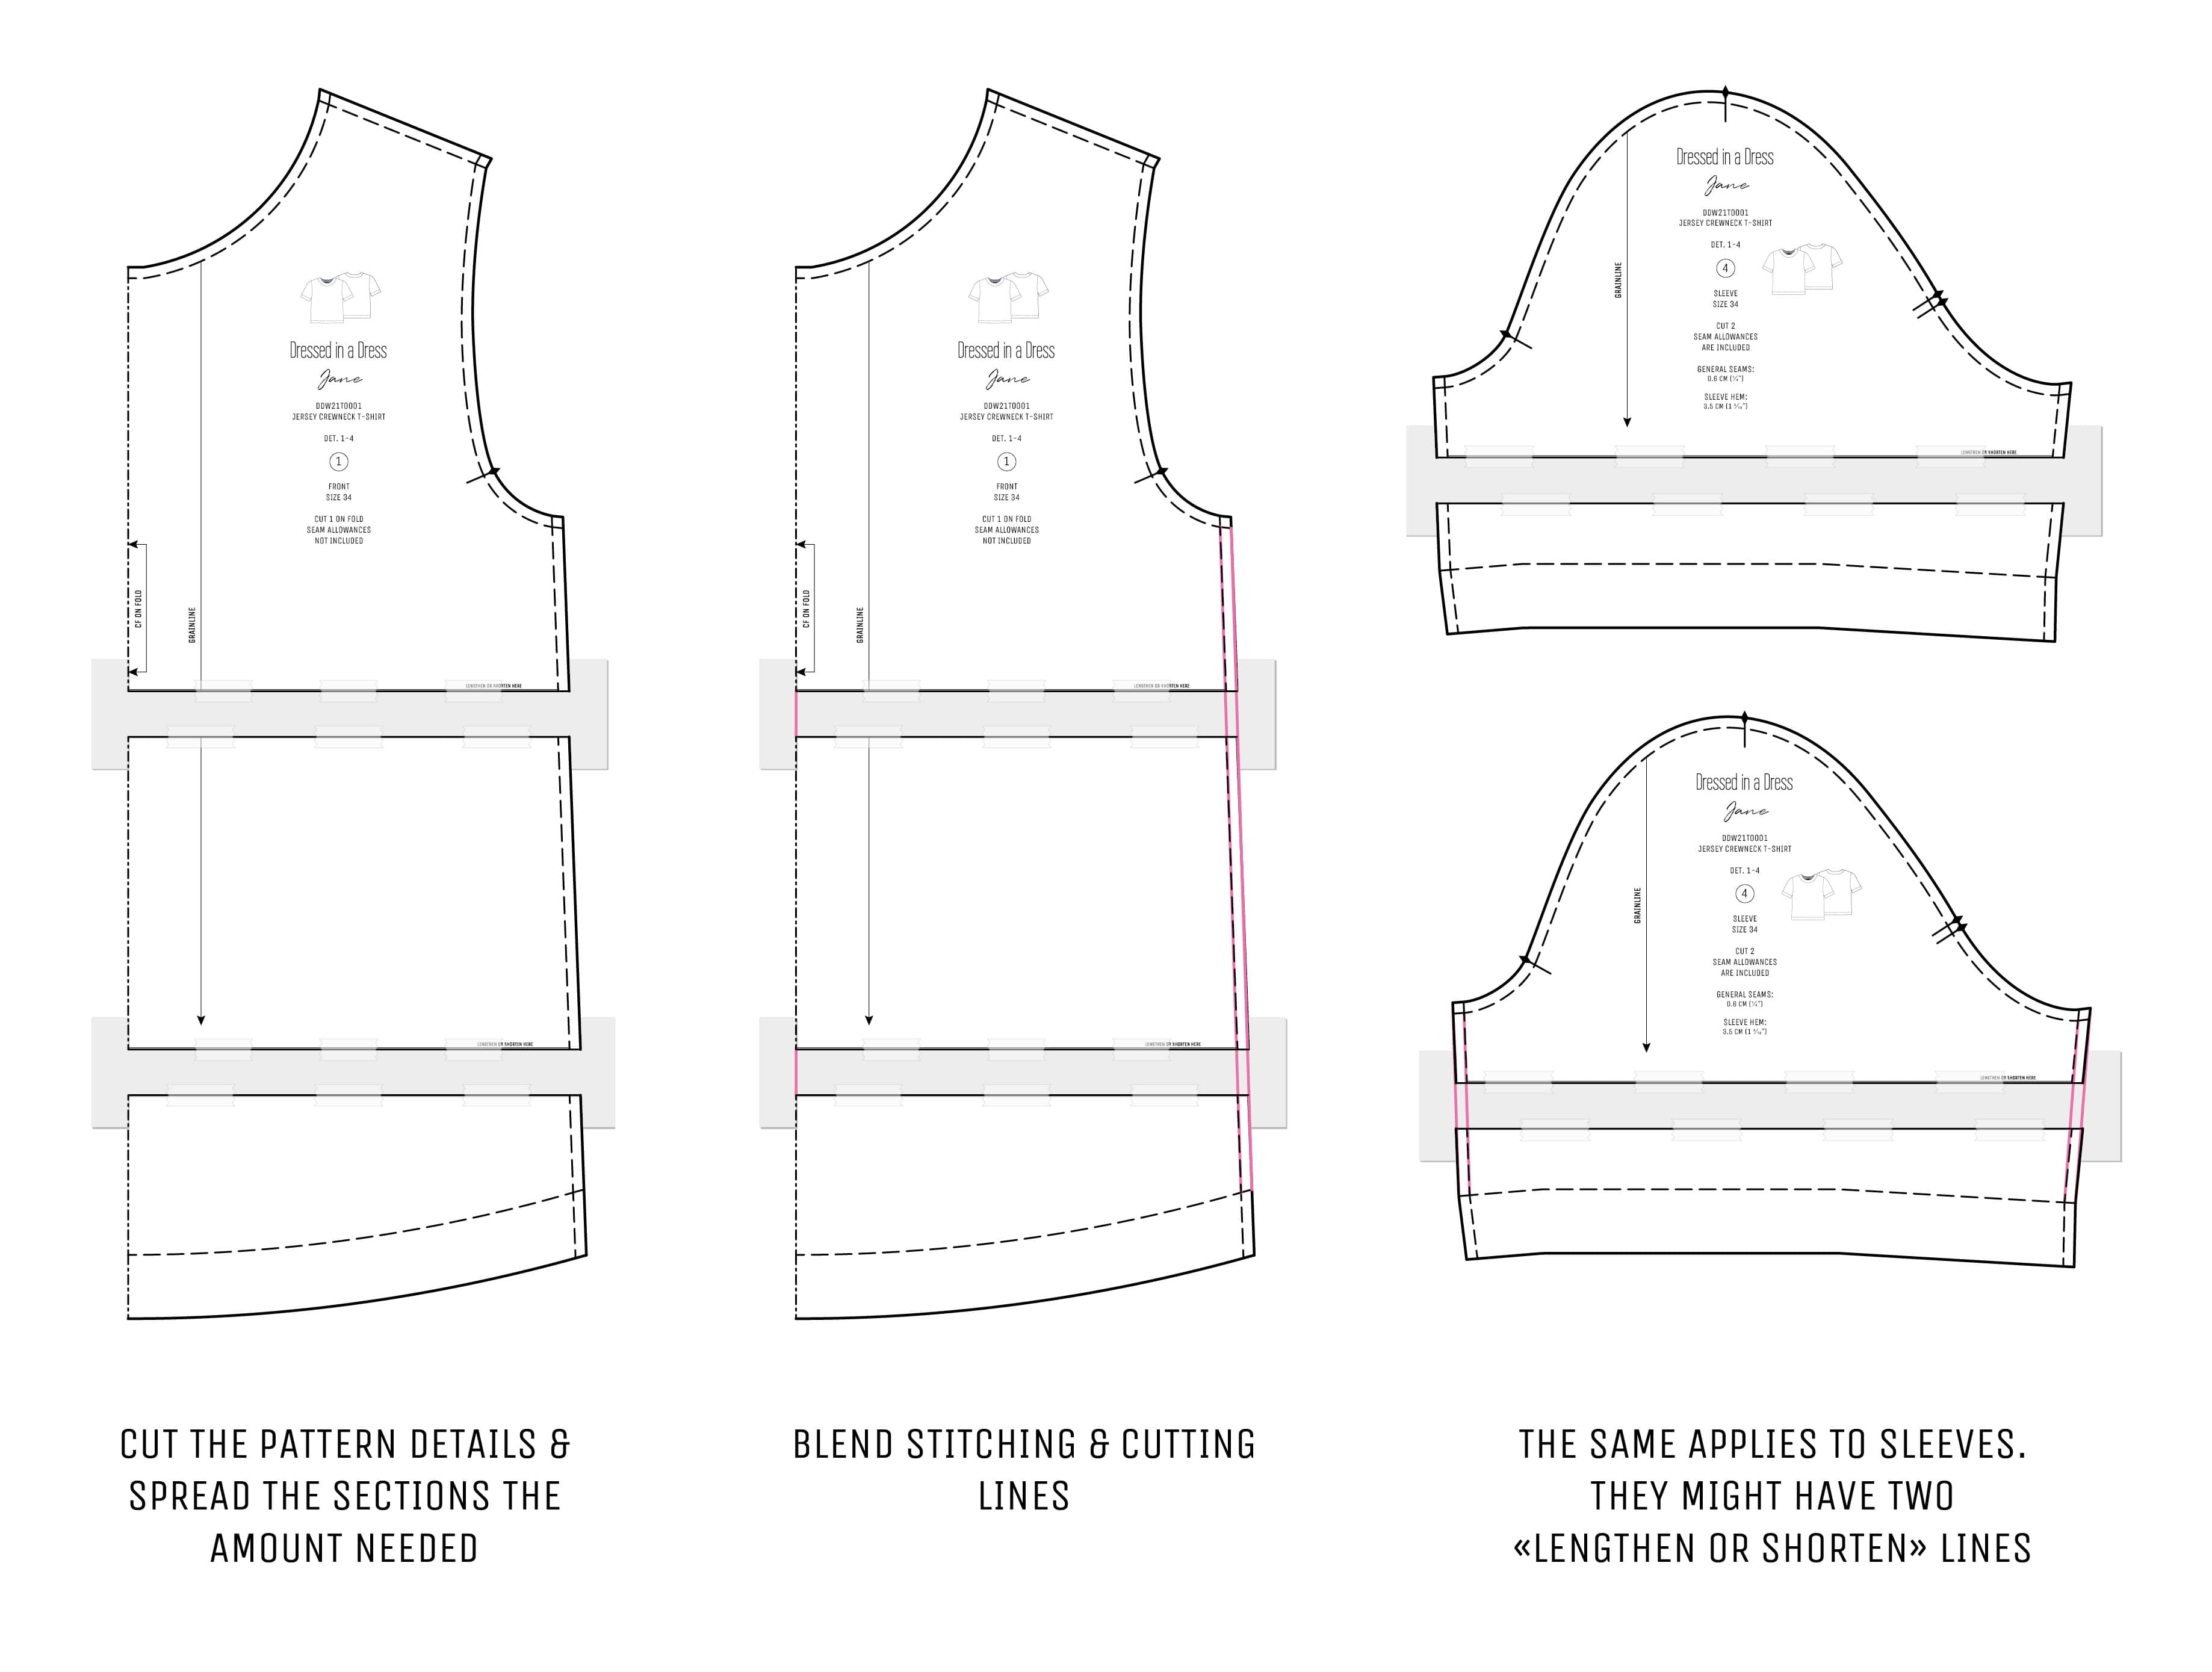 Dressed in a Dress
Jane
DDW21T0001
JERSEY CREWNECK T-SHIRT
DET. 1-4
1
FRONT
SIZE 34
CUT 1 ON FOLD
SEAM ALLOWANCES
NOT INCLUDED
CF ON FOLD
GRAINLINE
LENGTHEN OR SHORTEN HERE
LENGTHEN OR SHORTEN HERE
CUT THE PATTERN DETAILS &
SPREAD THE SECTIONS THE
AMOUNT NEEDED
Dressed in a Dress
Jane
DDW21T0001
JERSEY CREWNECK T-SHIRT
DET. 1-4
1
FRONT
SIZE 34
CUT 1 ON FOLD
SEAM ALLOWANCES
NOT INCLUDED
CF ON FOLD
GRAINLINE
LENGTHEN OR SHORTEN HERE
LENGTHEN OR SHORTEN HERE
BLEND STITCHING & CUTTING
LINES
Dressed in a Dress
Jane
DDW21T0001
JERSEY CREWNECK T-SHIRT
DET. 1-4
4
SLEEVE
SIZE 34
CUT 2
SEAM ALLOWANCES
ARE INCLUDED
GENERAL SEAMS:
0.6 CM (¼")
SLEEVE HEM:
3.5 CM (1
GRAINLINE
LENGTHEN OR SHORTEN HERE
Dressed in a Dress
Jane
DDW21T0001
JERSEY CREWNECK T-SHIRT
DET. 1-4
4
SLEEVE
SIZE 34
CUT 2
SEAM ALLOWANCES
ARE INCLUDED
GENERAL SEAMS:
0.6 CM (¼")
SLEEVE HEM:
3.5 CM (1
GRAINLINE
LENGTHEN OR SHORTEN HERE
THE SAME APPLIES TO SLEEVES.
THEY MIGHT HAVE TWO
«LENGTHEN OR SHORTEN» LINES